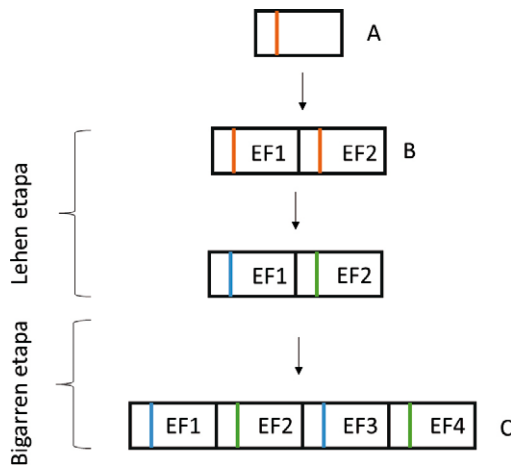 A
EF1 EF2 B
Lehen etapa
EF1 EF2
Bigarren etapa
EF1 EF2 EF3 EF4 C